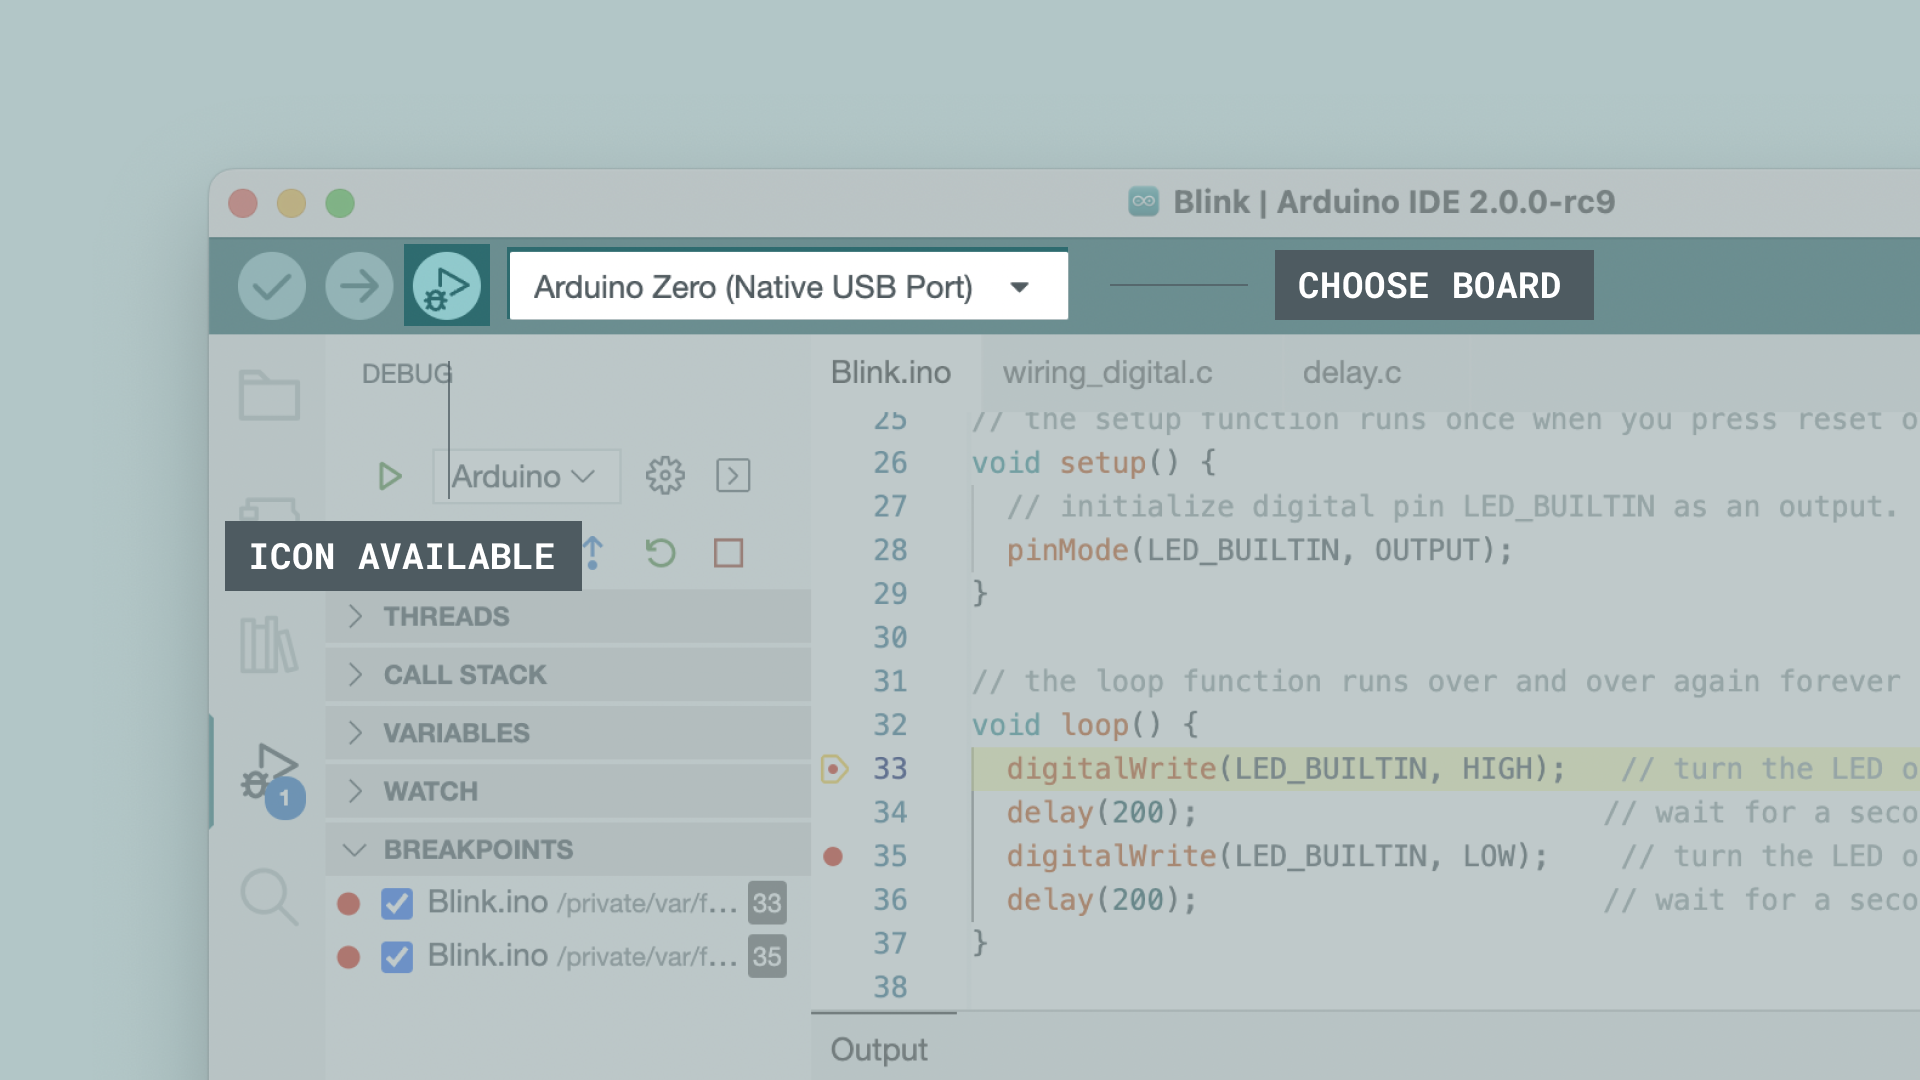 Blink | Arduino IDE 2.0.0-rc9
Arduino Zero (Native USB Port)
CHOOSE BOARD
DEBUG
Arduino
ICON AVAILABLE
THREADS
CALL STACK
VARIABLES
WATCH
1
BREAKPOINTS
Blink.ino /private/var/f... 33
Blink.ino /private/var/f... 35
Blink.ino wiring_digital.c delay.c
25 // the setup function runs once when you press reset o
26 void setup() {
27 // initialize digital pin LED_BUILTIN as an output.
28 pinMode(LED_BUILTIN, OUTPUT);
29 }
30
31 // the loop function runs over and over again forever
32 void loop() {
33 digitalWrite(LED_BUILTIN, HIGH); // turn the LED o
34 delay(200); // wait for a seco
35 digitalWrite(LED_BUILTIN, LOW); // turn the LED o
36 delay(200); // wait for a seco
37 }
38
Output